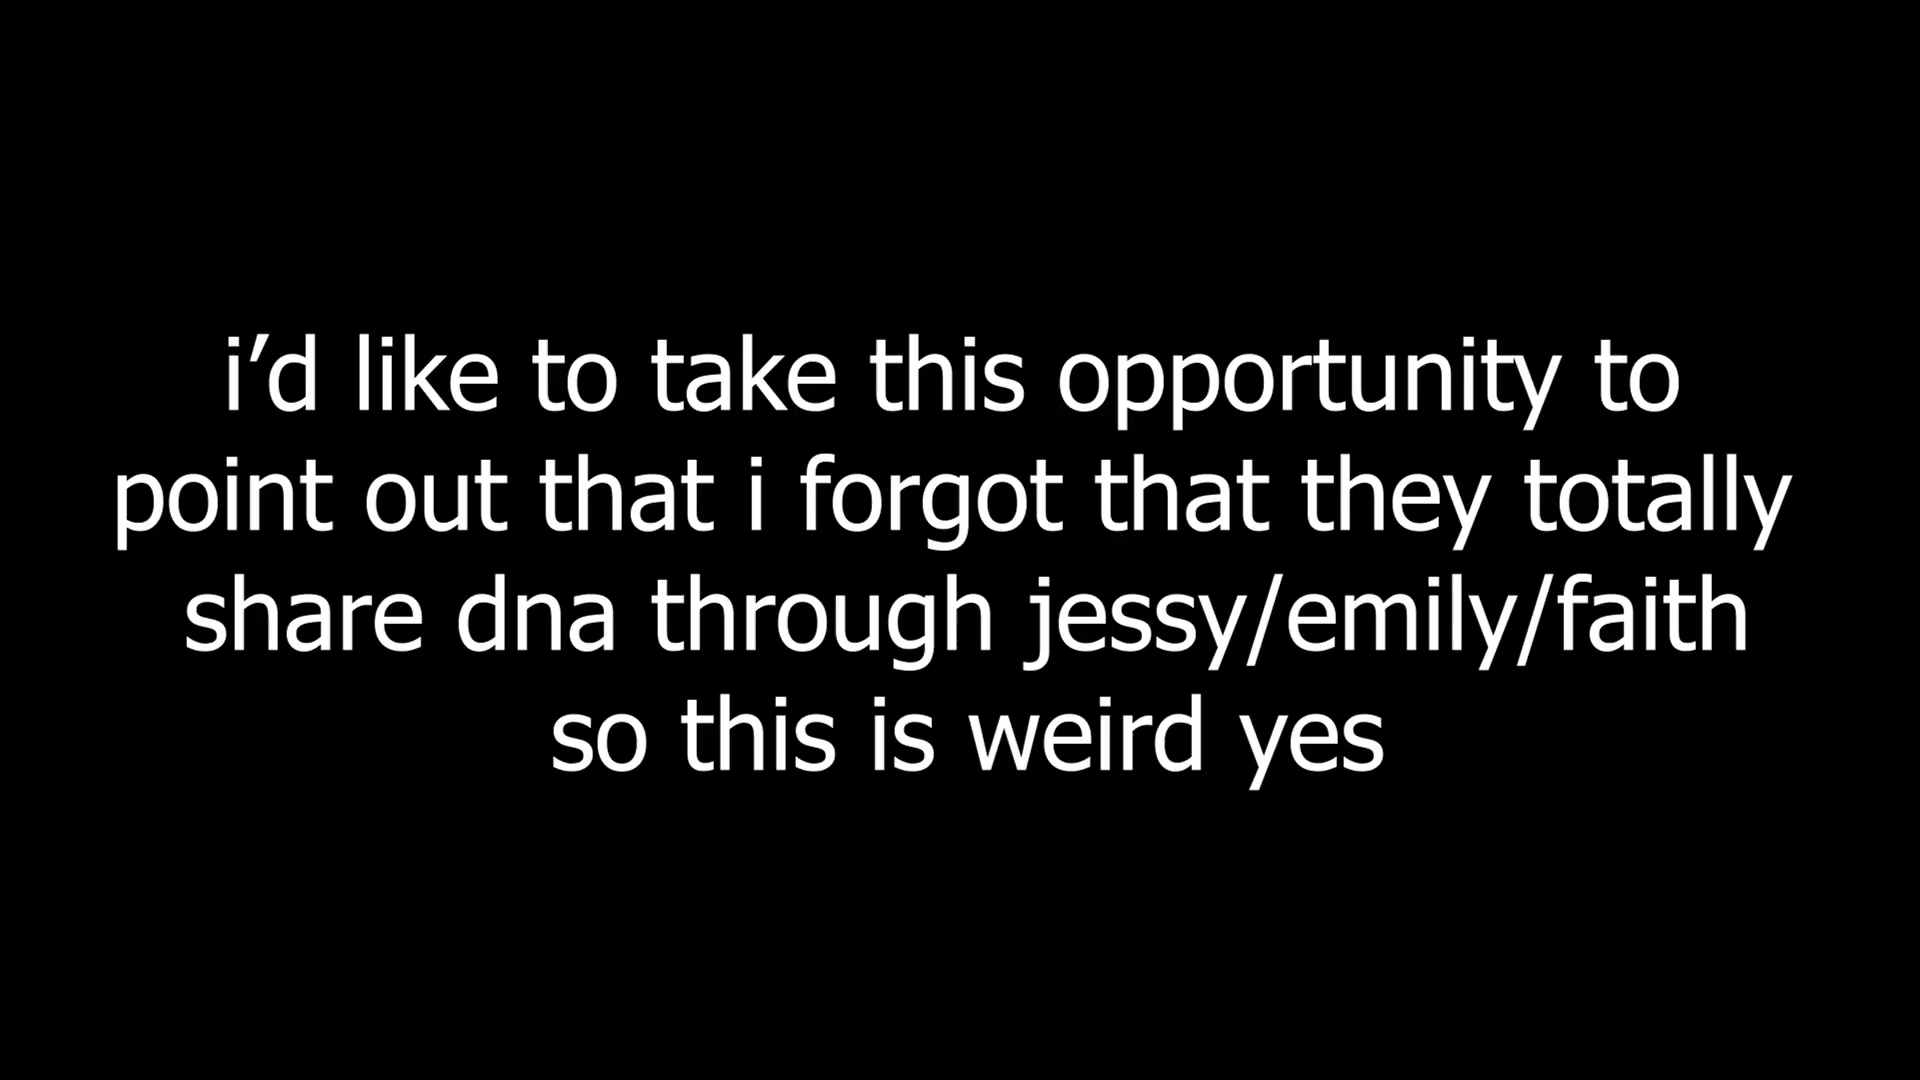 i’d like to take this opportunity to
point out that i forgot that they totally
share dna through jessy/emily/faith
so this is weird yes